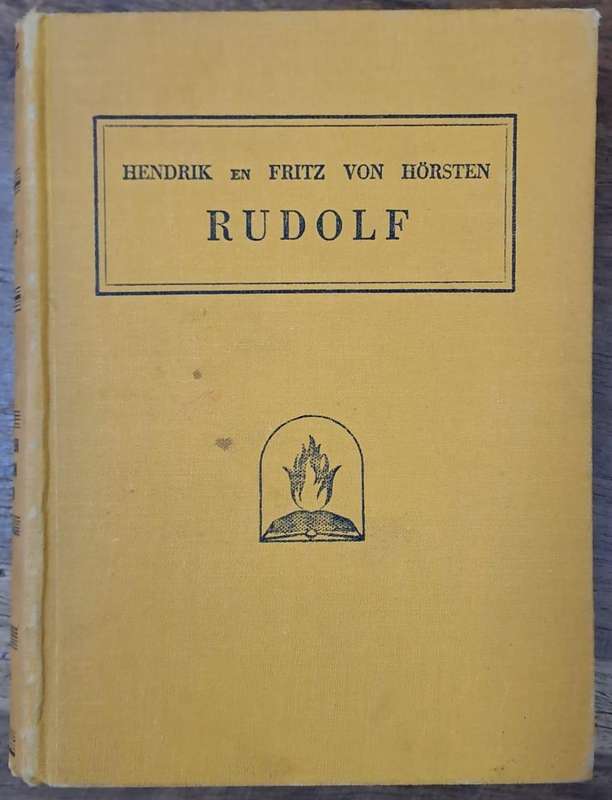 HENDRIK EN FRITZ VON HÖRSTEN
RUDOLF